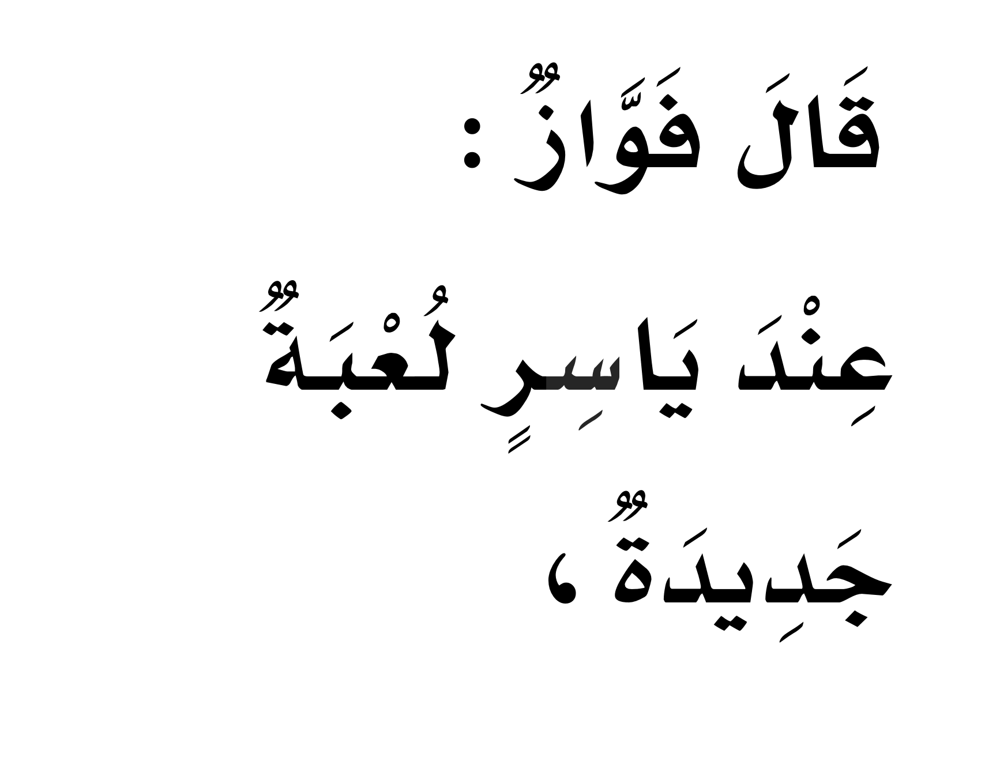 قَالَ فَوَّازٌ :
عِنْدَ يَاسِرٍ لُعْبَةٌ
جَدِيدَةٌ ،